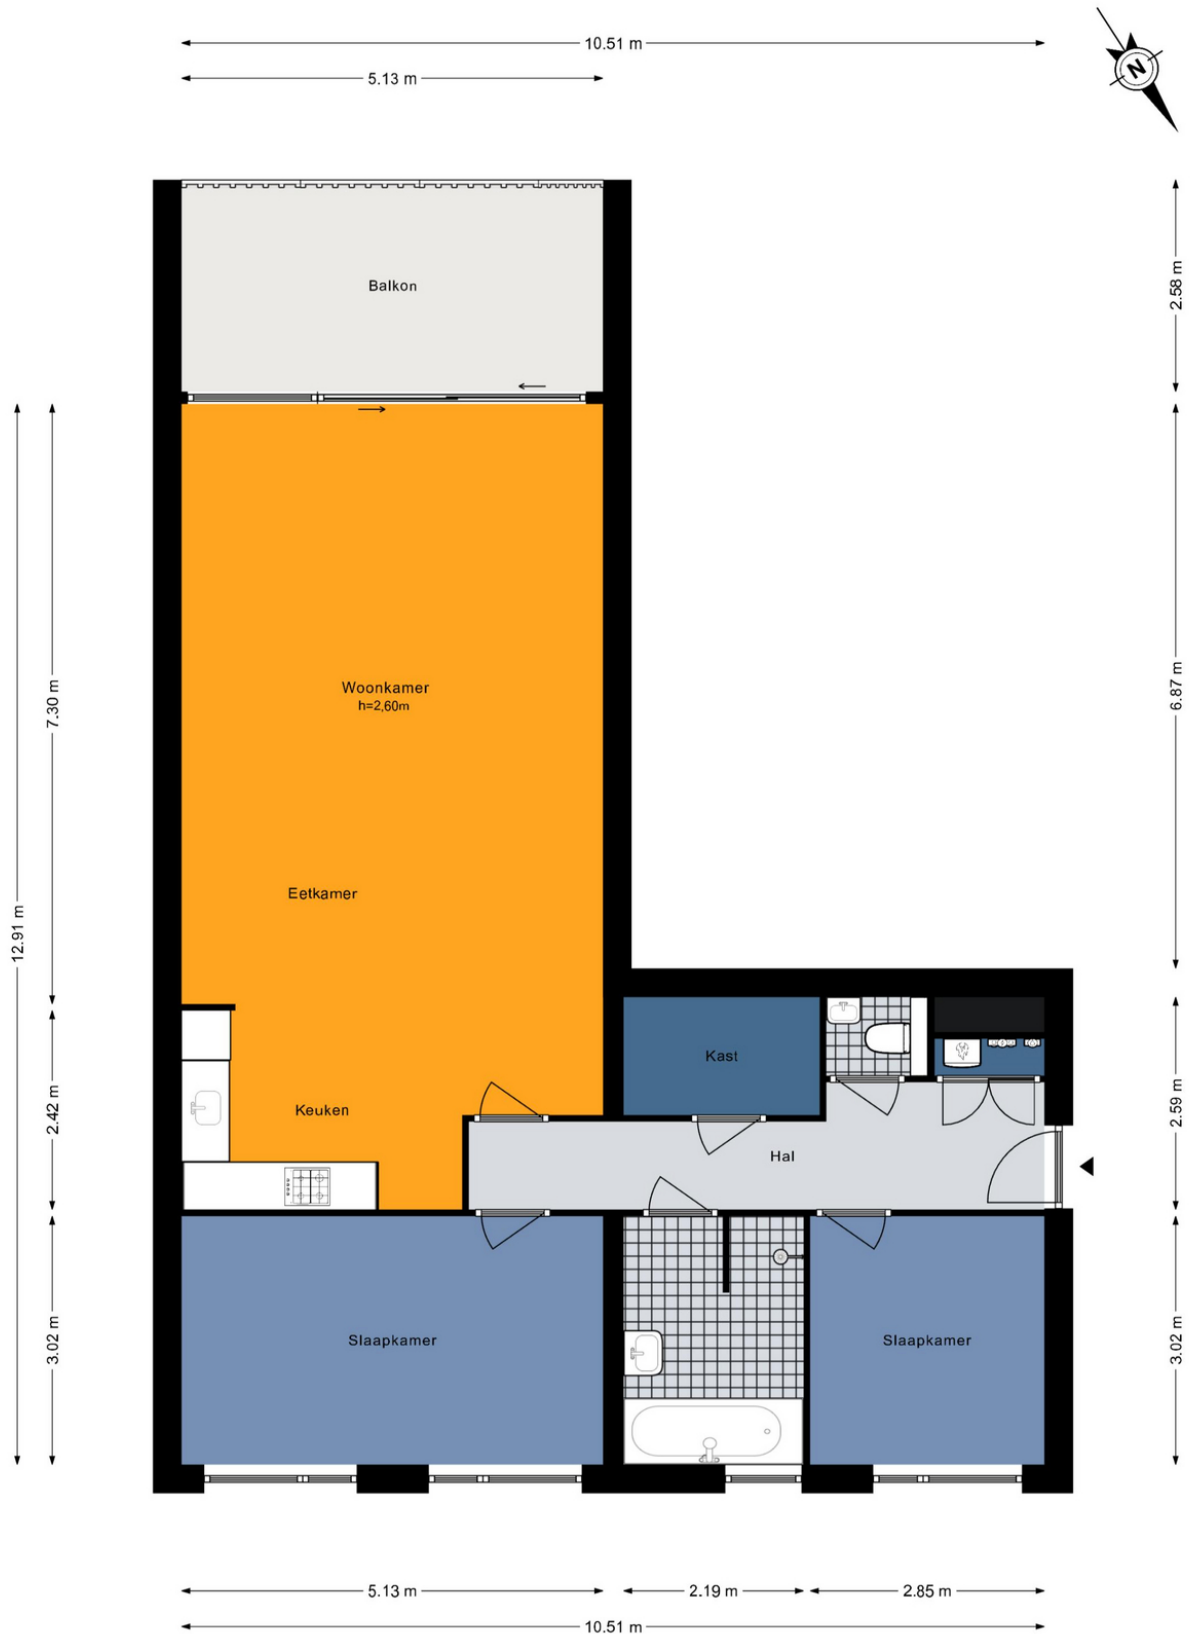 10.51 m
5.13 m
N
Balkon
2.58 m
Woonkamer
h=2,60m
7.30 m
6.87 m
Eetkamer
12.91 m
Kast
Keuken
2.42 m
2.59 m
Hal
Slaapkamer
Slaapkamer
3.02 m
3.02 m
5.13 m
2.19 m
2.85 m
10.51 m